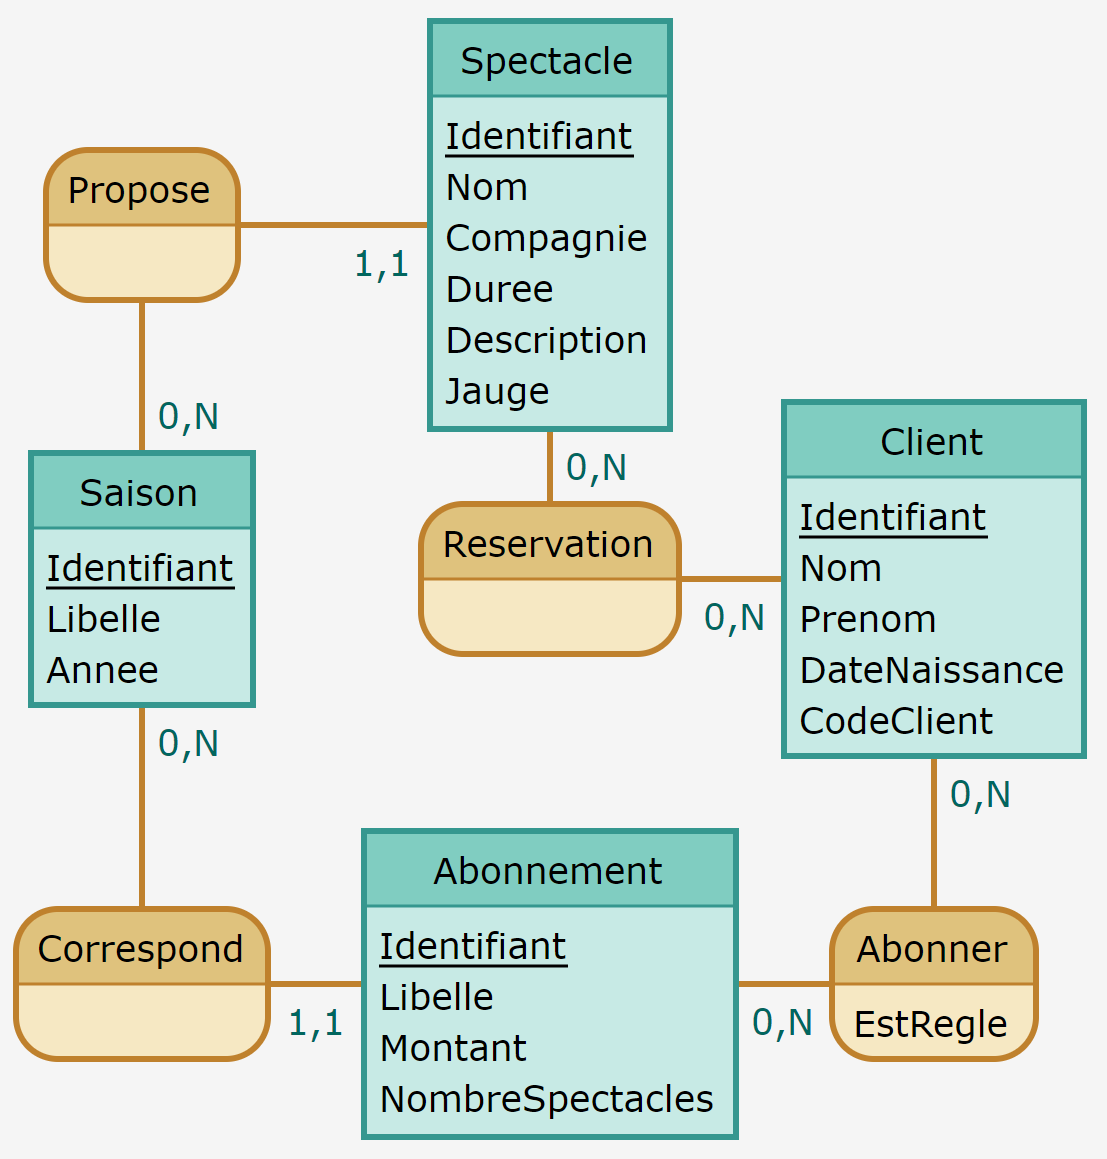 Spectacle
Identifiant
Nom
Compagnie
Duree
Description
Jauge
Propose
1,1
0,N
Saison
Identifiant
Libelle
Annee
0,N
0,N
Reservation
0,N
Client
Identifiant
Nom
Prenom
DateNaissance
CodeClient
0,N
Correspond
1,1
Abonnement
Identifiant
Libelle
Montant
NombreSpectacles
0,N
Abonner
EstRegle